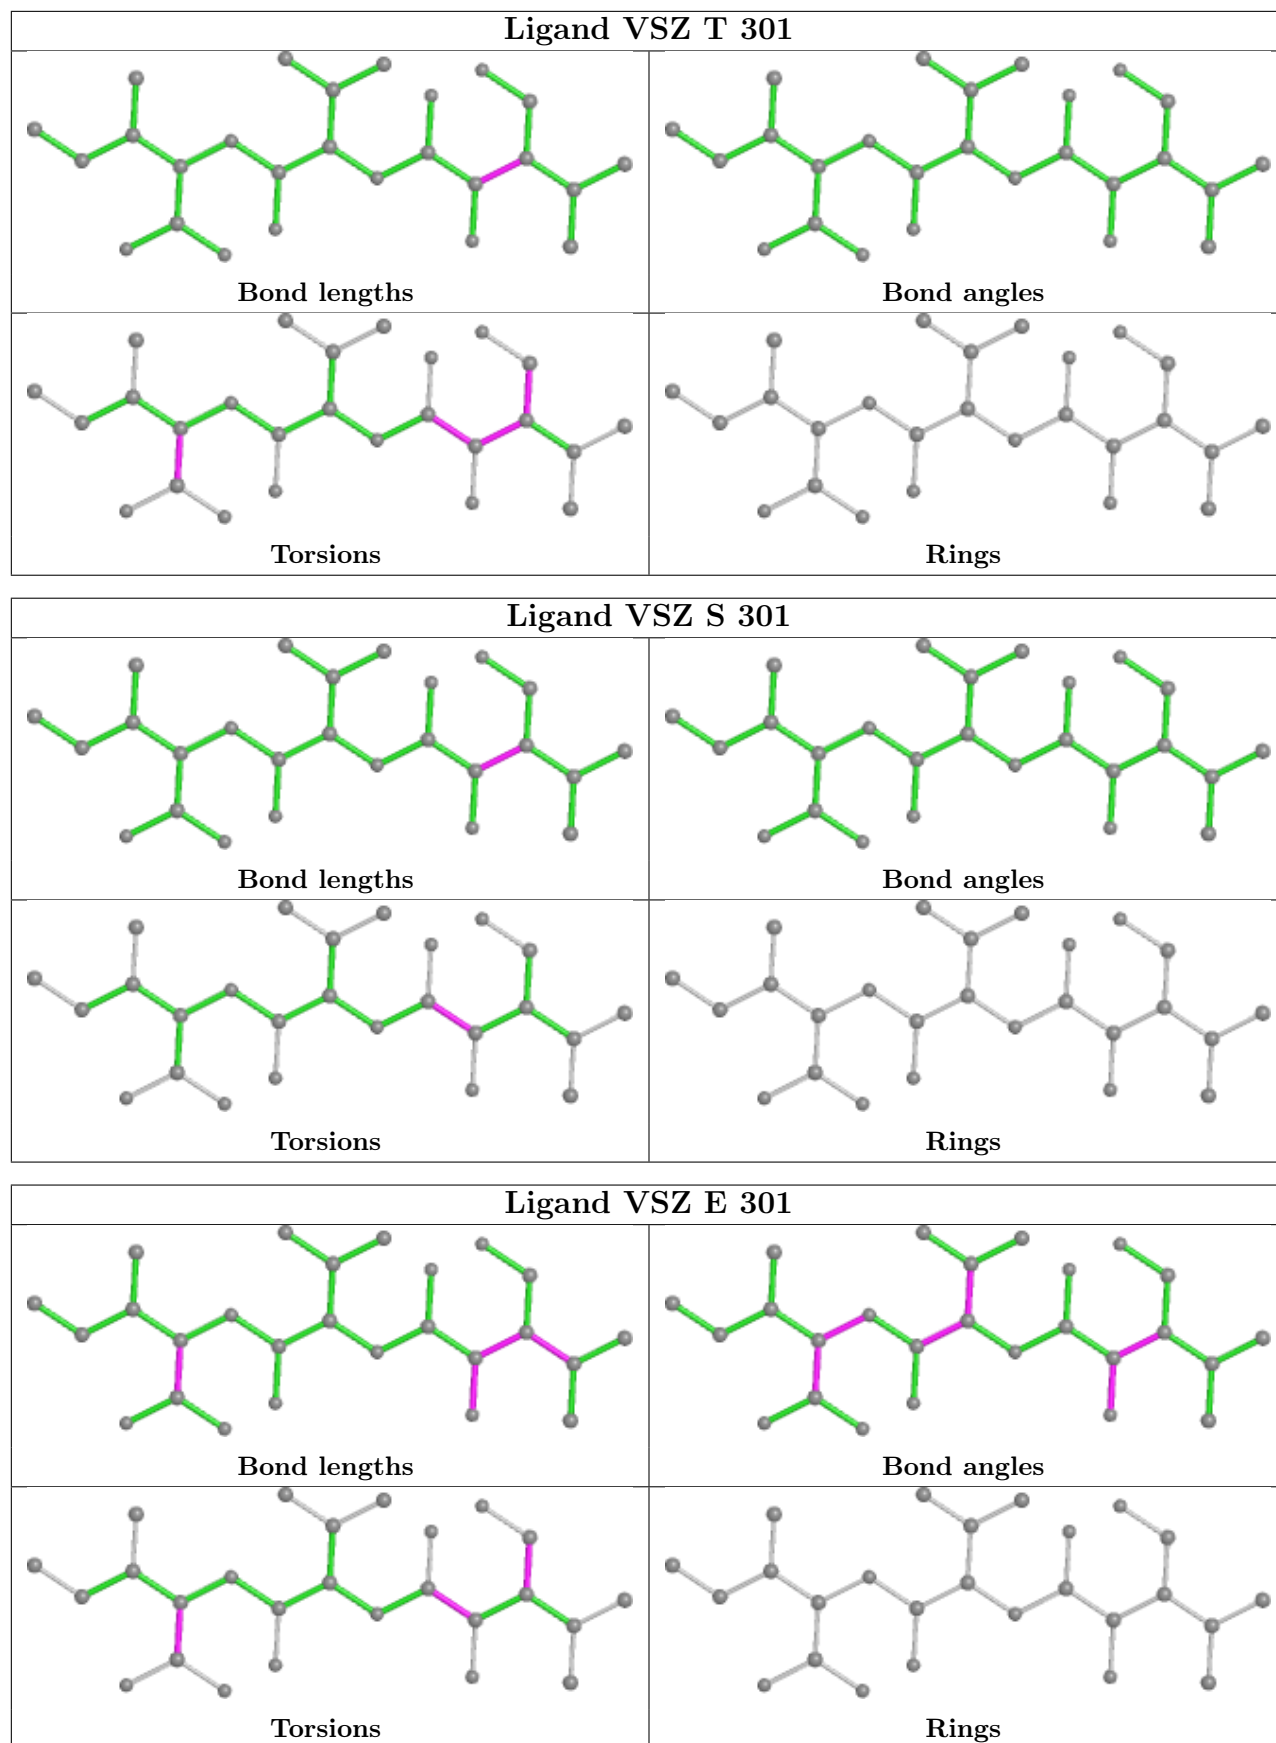 Ligand VSZ T 301
Bond lengths
Bond angles
Torsions
Rings
Ligand VSZ S 301
Bond lengths
Bond angles
Torsions
Rings
Ligand VSZ E 301
Bond lengths
Bond angles
Torsions
Rings